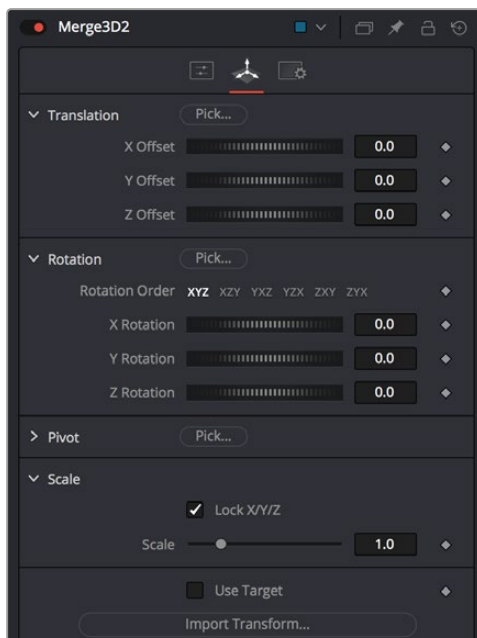 Merge3D2
Translation Pick...
X Offset 0.0
Y Offset 0.0
Z Offset 0.0
Rotation Pick...
Rotation Order XYZ XZY YXZ YZX ZXY ZYX
X Rotation 0.0
Y Rotation 0.0
Z Rotation 0.0
Pivot Pick...
Scale
Lock X/Y/Z
Scale 1.0
Use Target
Import Transform...